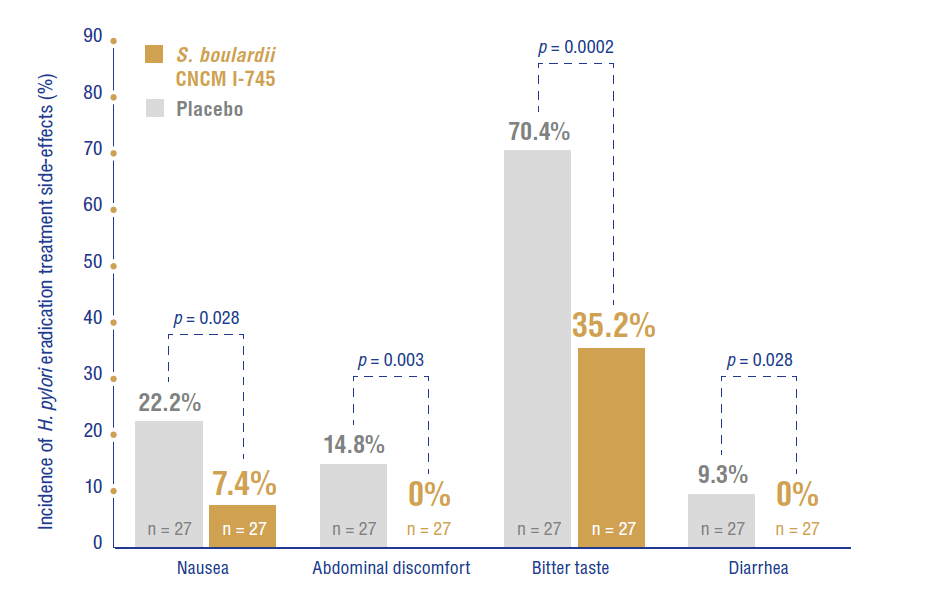 Incidence of H. pylori eradication treatment side-effects (%)
90
80
70
60
50
40
30
20
10
0
S. boulardii
CNCM I-745
Placebo
p = 0.028
22.2%
7.4%
n = 27
n = 27
Nausea
p = 0.003
14.8%
0%
n = 27
n = 27
Abdominal discomfort
p = 0.0002
70.4%
35.2%
n = 27
n = 27
Bitter taste
p = 0.028
9.3%
0%
n = 27
n = 27
Diarrhea